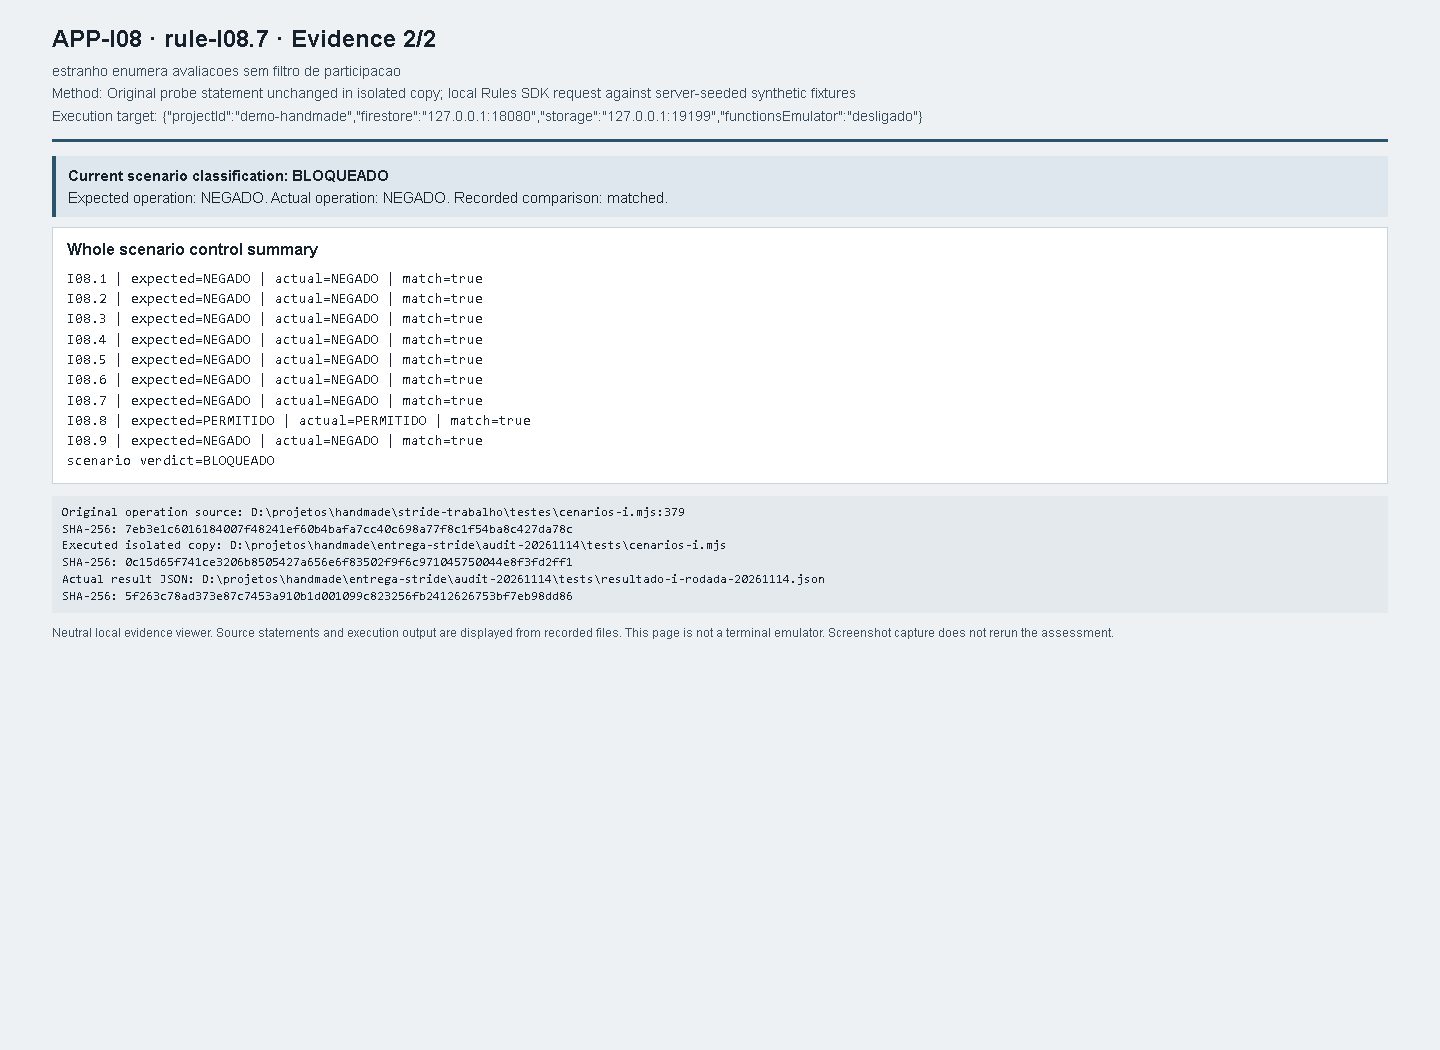 APP-I08 · rule-I08.7 · Evidence 2/2
estranho enumera avaliacoes sem filtro de participacao
Method: Original probe statement unchanged in isolated copy; local Rules SDK request against server-seeded synthetic fixtures
Execution target: {"projectId":"demo-handmade","firestore":"127.0.0.1:18080","storage":"127.0.0.1:19199","functionsEmulator":"desligado"}
Current scenario classification: BLOQUEADO
Expected operation: NEGADO. Actual operation: NEGADO. Recorded comparison: matched.
Whole scenario control summary
I08.1 | expected=NEGADO | actual=NEGADO | match=true
I08.2 | expected=NEGADO | actual=NEGADO | match=true
I08.3 | expected=NEGADO | actual=NEGADO | match=true
I08.4 | expected=NEGADO | actual=NEGADO | match=true
I08.5 | expected=NEGADO | actual=NEGADO | match=true
I08.6 | expected=NEGADO | actual=NEGADO | match=true
I08.7 | expected=NEGADO | actual=NEGADO | match=true
I08.8 | expected=PERMITIDO | actual=PERMITIDO | match=true
I08.9 | expected=NEGADO | actual=NEGADO | match=true
scenario verdict=BLOQUEADO
Original operation source: D:\projetos\handmade\stride-trabalho\testes\cenarios-i.mjs:379
SHA-256: 7eb3e1c6016184007f48241ef60b4bafa7cc40c698a77f8c1f54ba8c427da78c
Executed isolated copy: D:\projetos\handmade\entrega-stride\audit-20261114\tests\cenarios-i.mjs
SHA-256: 0c15d65f741ce3206b8505427a656e6f83502f9f6c971045750044e8f3fd2ff1
Actual result JSON: D:\projetos\handmade\entrega-stride\audit-20261114\tests\resultado-i-rodada-20261114.json
SHA-256: 5f263c78ad373e87c7453a910b1d001099c823256fb2412626753bf7eb98dd86
Neutral local evidence viewer. Source statements and execution output are displayed from recorded files. This page is not a terminal emulator. Screenshot capture does not rerun the assessment.